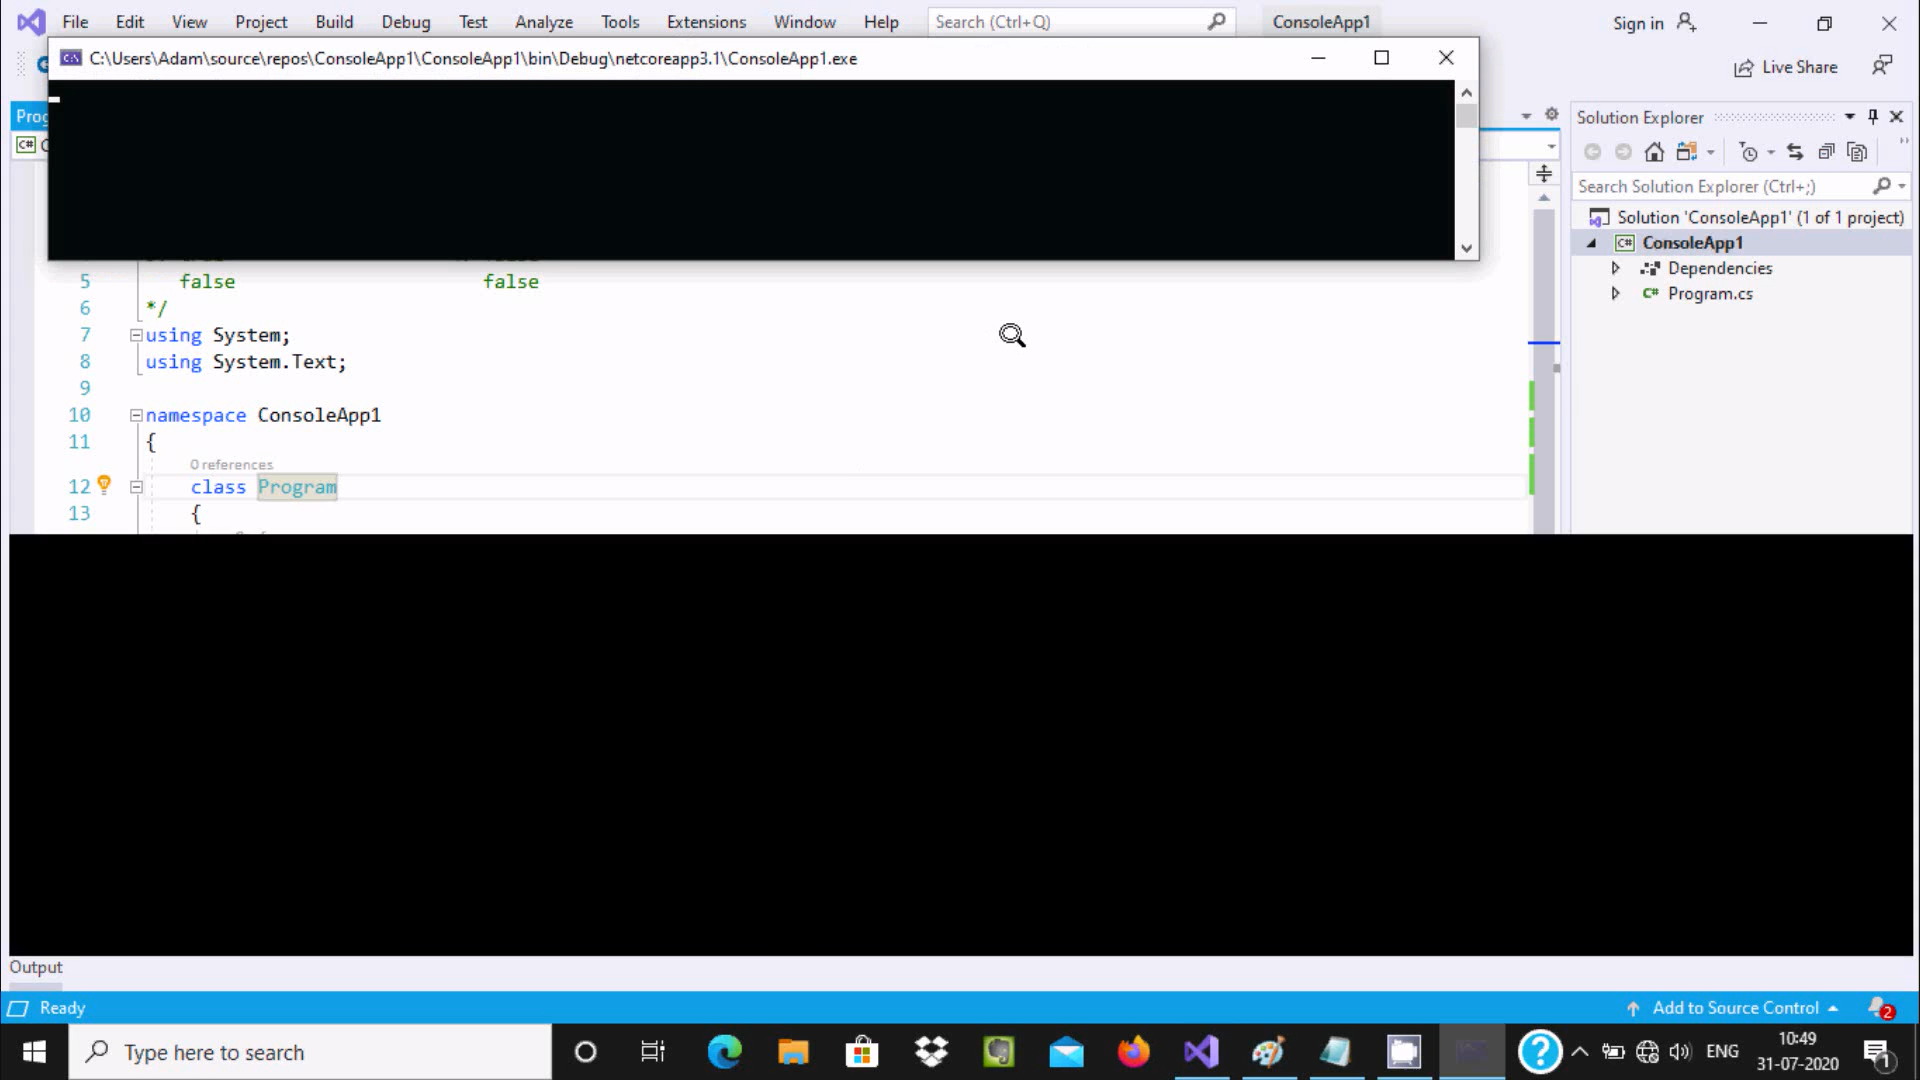 File Edit View Project Build Debug Test Analyze Tools Extensions Window Help Search (Ctrl+Q) ConsoleApp1 Sign in
C:\Users\Adam\source\repos\ConsoleApp1\ConsoleApp1\bin\Debug\netcoreapp3.1\ConsoleApp1.exe
Live Share
Solution Explorer
Search Solution Explorer (Ctrl+;)
Solution 'ConsoleApp1' (1 of 1 project)
ConsoleApp1
Dependencies
Program.cs
5 false false
6 */
7 using System;
8 using System.Text;
9
10 namespace ConsoleApp1
11 {
0 references
12 class Program
13 {
Output
Ready Add to Source Control 2
Type here to search ENG 10:49
31-07-2020 1